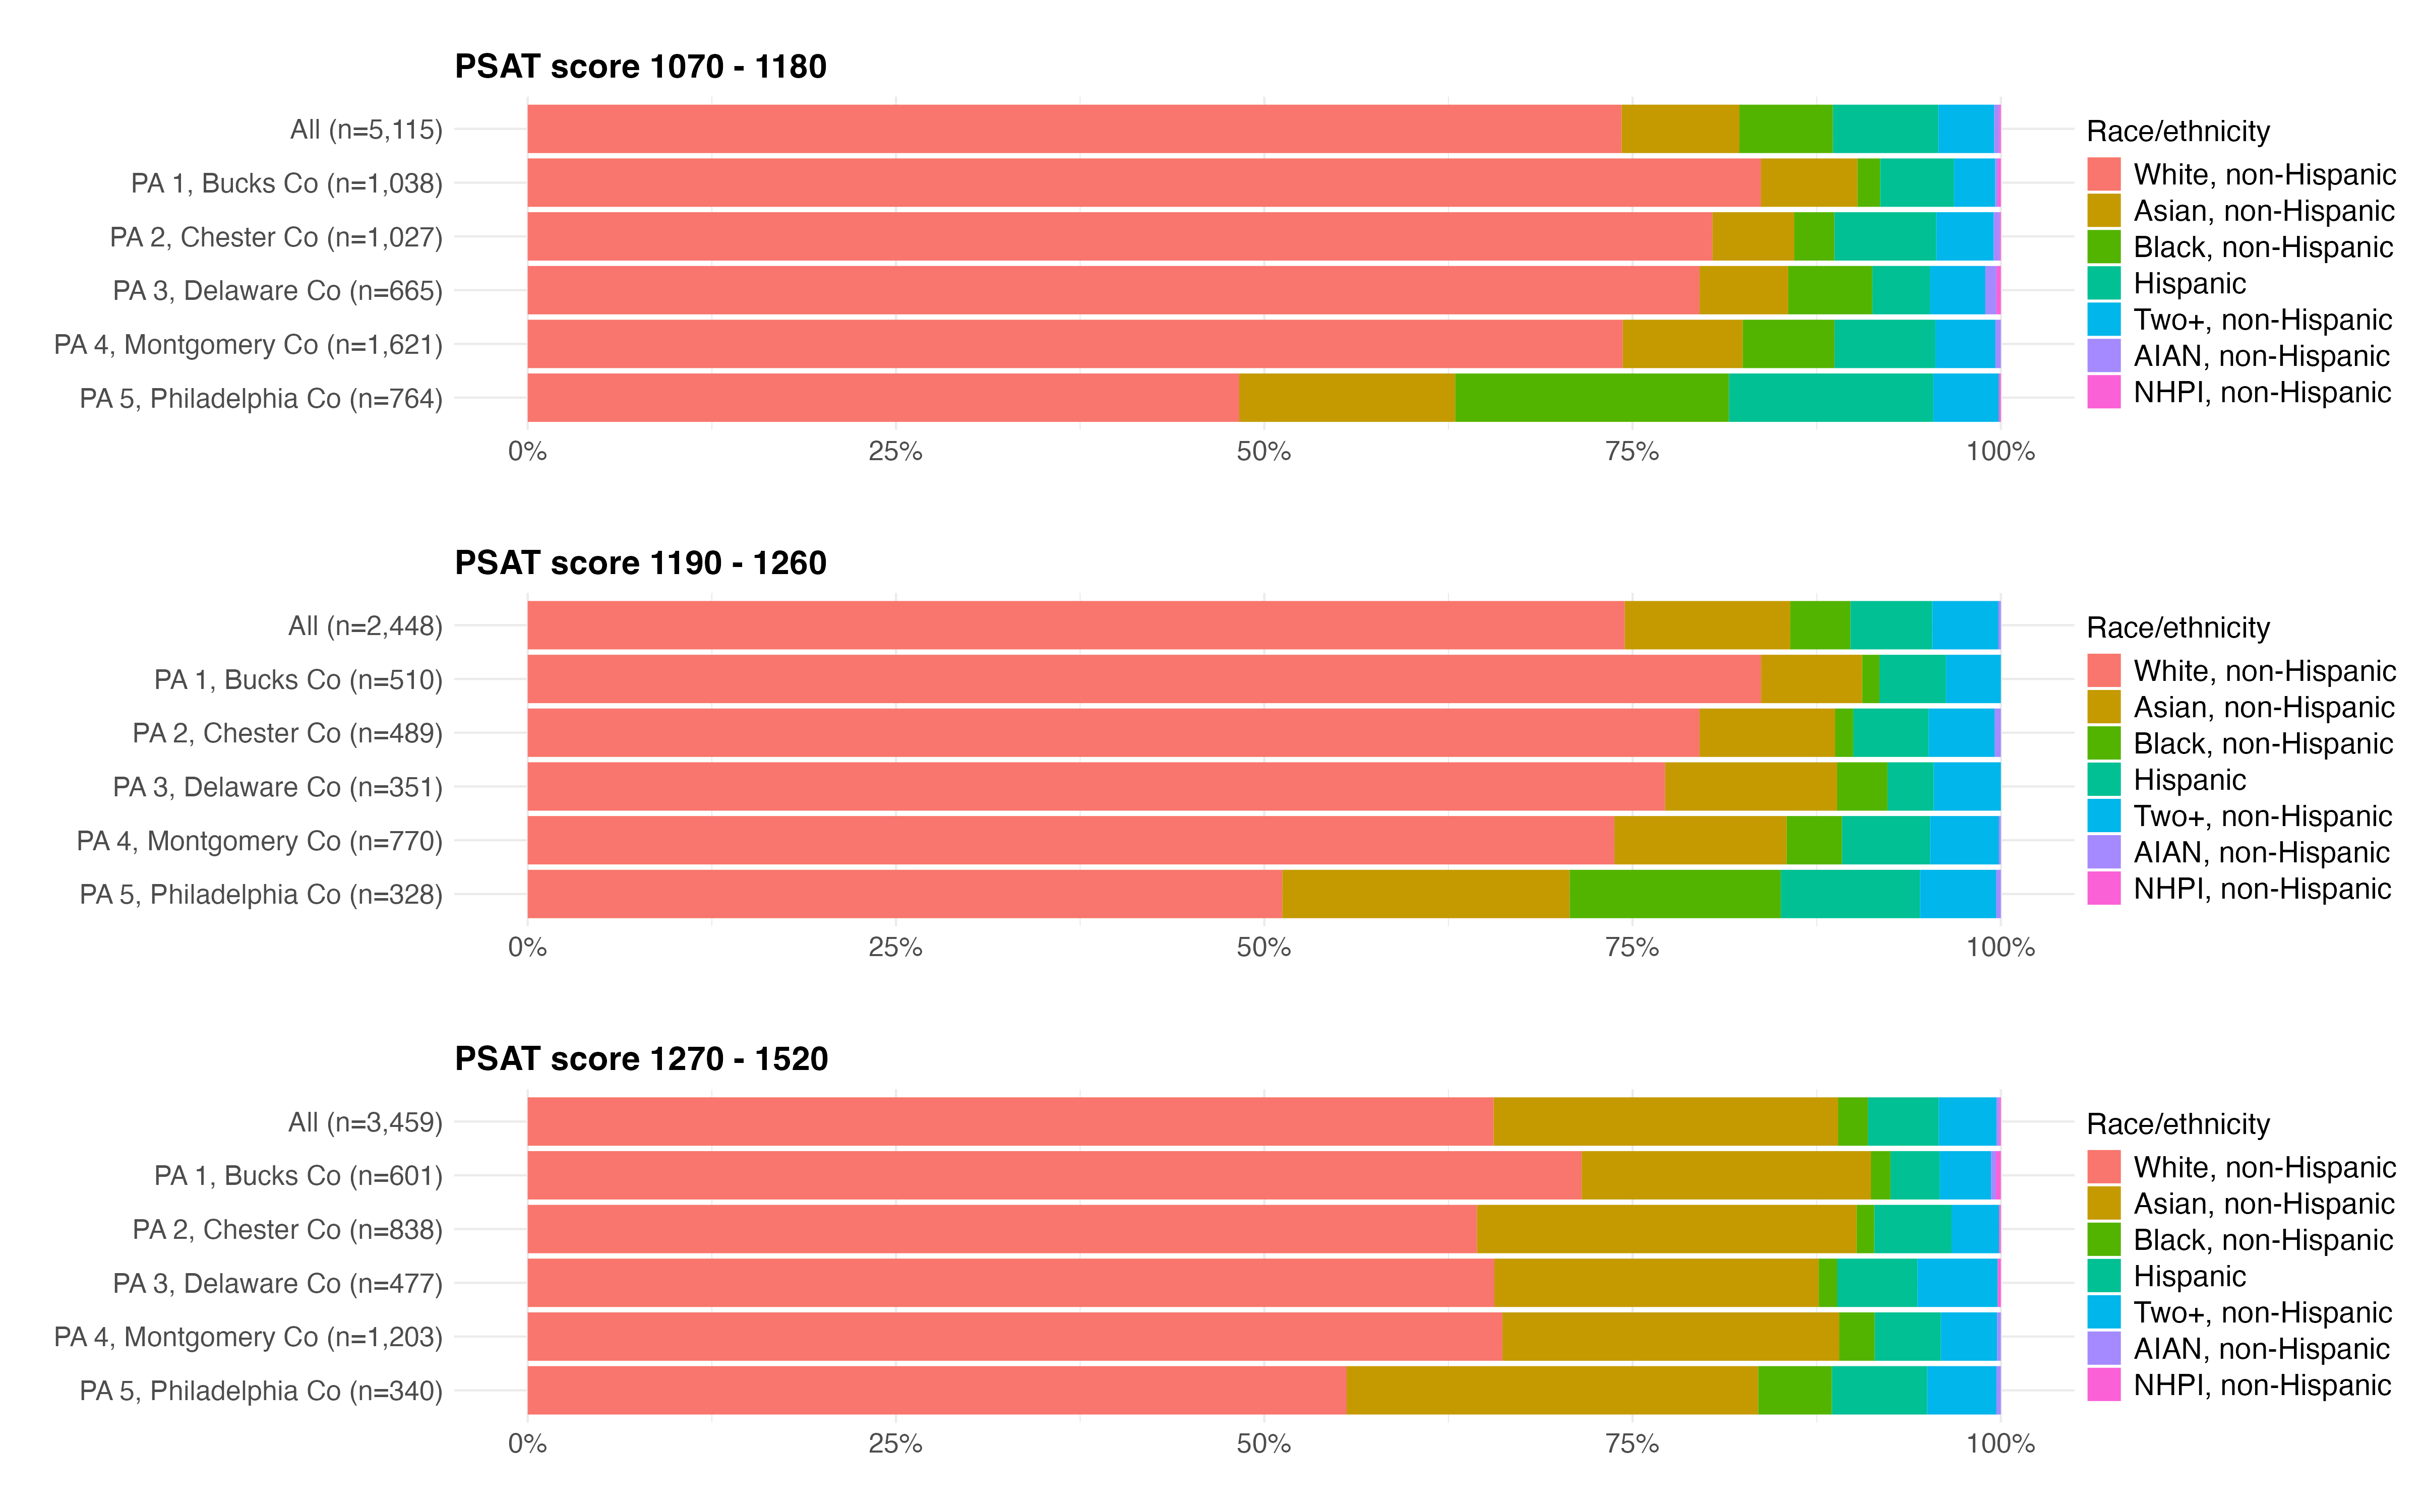 PSAT score 1070 - 1180
All (n=5,115)
PA 1, Bucks Co (n=1,038)
PA 2, Chester Co (n=1,027)
PA 3, Delaware Co (n=665)
PA 4, Montgomery Co (n=1,621)
PA 5, Philadelphia Co (n=764)
0% 25% 50% 75% 100%
Race/ethnicity
White, non-Hispanic
Asian, non-Hispanic
Black, non-Hispanic
Hispanic
Two+, non-Hispanic
AIAN, non-Hispanic
NHPI, non-Hispanic
PSAT score 1190 - 1260
All (n=2,448)
PA 1, Bucks Co (n=510)
PA 2, Chester Co (n=489)
PA 3, Delaware Co (n=351)
PA 4, Montgomery Co (n=770)
PA 5, Philadelphia Co (n=328)
0% 25% 50% 75% 100%
Race/ethnicity
White, non-Hispanic
Asian, non-Hispanic
Black, non-Hispanic
Hispanic
Two+, non-Hispanic
AIAN, non-Hispanic
NHPI, non-Hispanic
PSAT score 1270 - 1520
All (n=3,459)
PA 1, Bucks Co (n=601)
PA 2, Chester Co (n=838)
PA 3, Delaware Co (n=477)
PA 4, Montgomery Co (n=1,203)
PA 5, Philadelphia Co (n=340)
0% 25% 50% 75% 100%
Race/ethnicity
White, non-Hispanic
Asian, non-Hispanic
Black, non-Hispanic
Hispanic
Two+, non-Hispanic
AIAN, non-Hispanic
NHPI, non-Hispanic